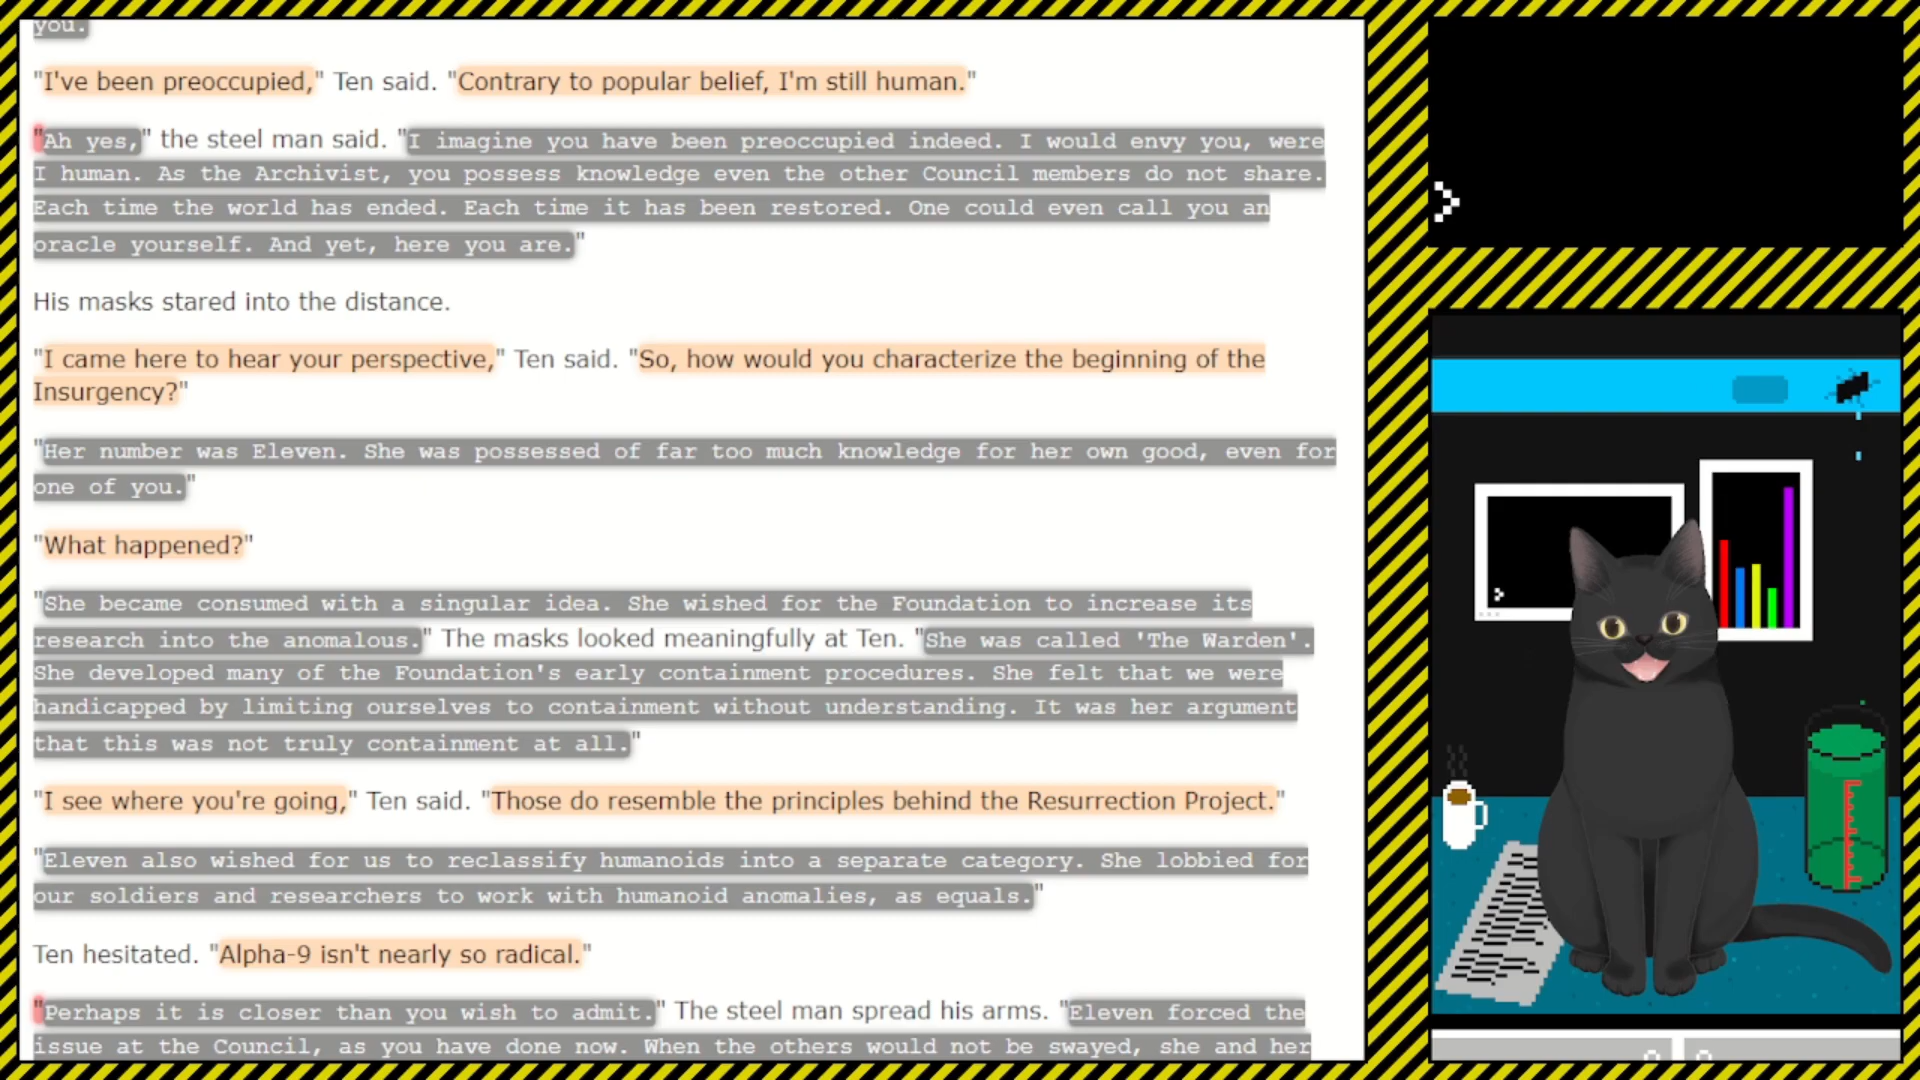 you.
"I've been preoccupied," Ten said. "Contrary to popular belief, I'm still human."
"Ah yes," the steel man said. "I imagine you have been preoccupied indeed. I would envy you, were
I human. As the Archivist, you possess knowledge even the other Council members do not share.
Each time the world has ended. Each time it has been restored. One could even call you an
oracle yourself. And yet, here you are."
His masks stared into the distance.
"I came here to hear your perspective," Ten said. "So, how would you characterize the beginning of the
Insurgency?"
"Her number was Eleven. She was possessed of far too much knowledge for her own good, even for
one of you."
"What happened?"
"She became consumed with a singular idea. She wished for the Foundation to increase its
research into the anomalous." The masks looked meaningfully at Ten. "She was called 'The Warden'.
She developed many of the Foundation's early containment procedures. She felt that we were
handicapped by limiting ourselves to containment without understanding. It was her argument
that this was not truly containment at all."
"I see where you're going," Ten said. "Those do resemble the principles behind the Resurrection Project."
"Eleven also wished for us to reclassify humanoids into a separate category. She lobbied for
our soldiers and researchers to work with humanoid anomalies, as equals."
Ten hesitated. "Alpha-9 isn't nearly so radical."
"Perhaps it is closer than you wish to admit." The steel man spread his arms. "Eleven forced the
issue at the Council, as you have done now. When the others would not be swayed, she and her
>
>